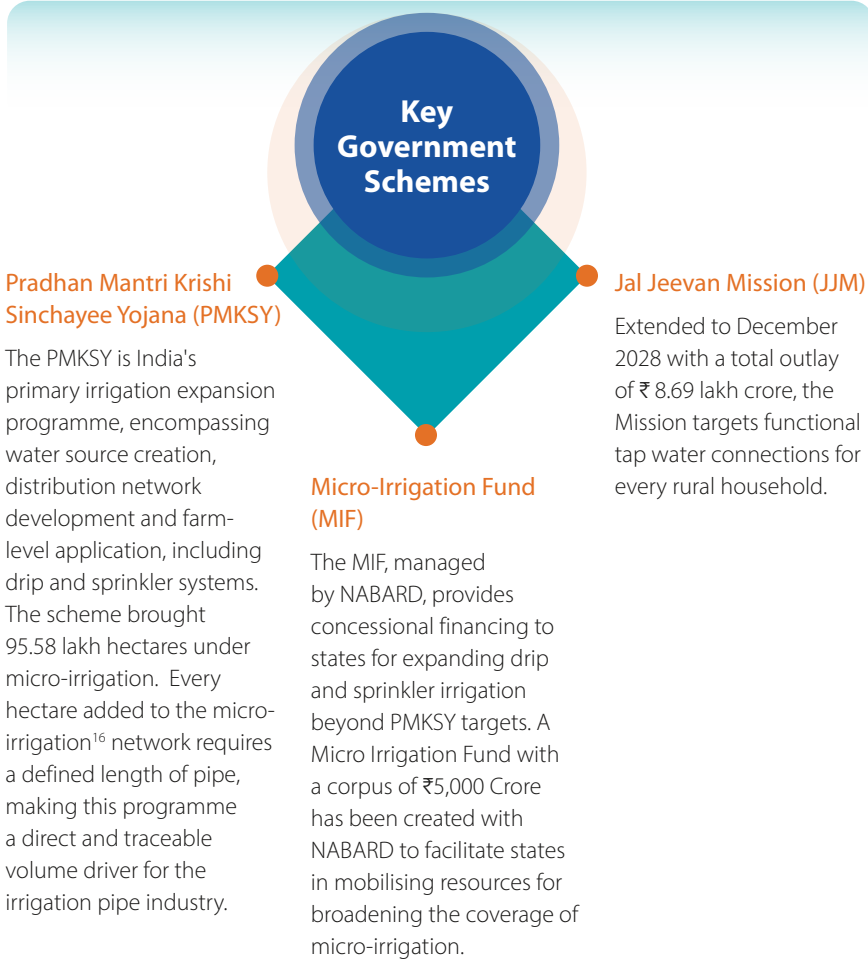 Key
Government
Schemes
Pradhan Mantri Krishi
Sinchayee Yojana (PMKSY)
The PMKSY is India's
primary irrigation expansion
programme, encompassing
water source creation,
distribution network
development and farm-
level application, including
drip and sprinkler systems.
The scheme brought
95.58 lakh hectares under
micro-irrigation. Every
hectare added to the micro-
irrigation¹⁶ network requires
a defined length of pipe,
making this programme
a direct and traceable
volume driver for the
irrigation pipe industry.
Micro-Irrigation Fund
(MIF)
The MIF, managed
by NABARD, provides
concessional financing to
states for expanding drip
and sprinkler irrigation
beyond PMKSY targets. A
Micro Irrigation Fund with
a corpus of ₹5,000 Crore
has been created with
NABARD to facilitate states
in mobilising resources for
broadening the coverage of
micro-irrigation.
Jal Jeevan Mission (JJM)
Extended to December
2028 with a total outlay
of ₹ 8.69 lakh crore, the
Mission targets functional
tap water connections for
every rural household.